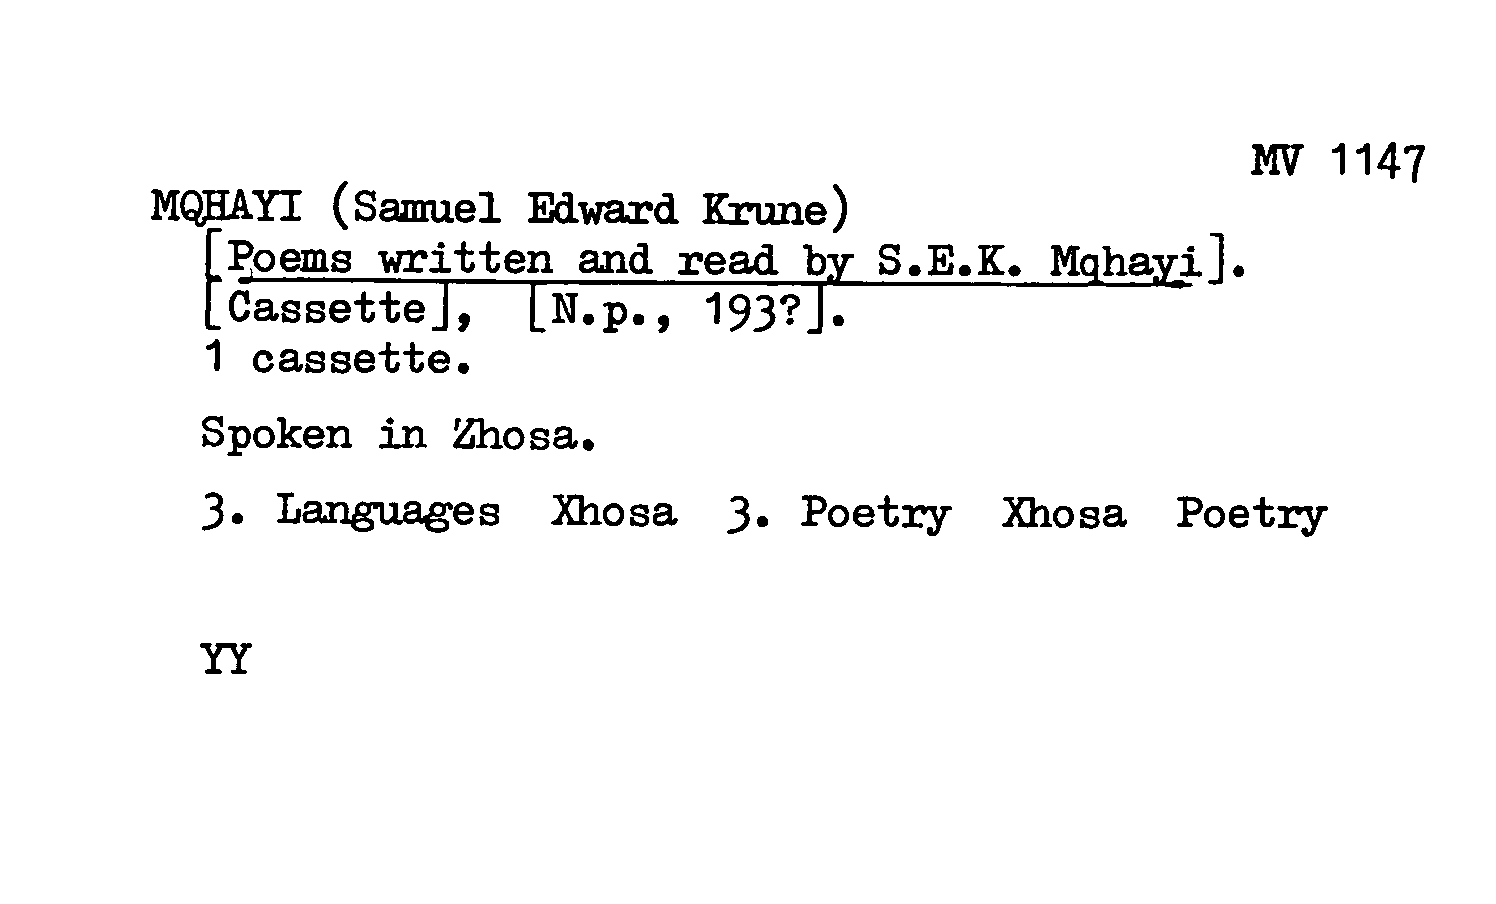 MV 1147
MQHAYI (Samuel Edward Krune)
[Poems written and read by S.E.K. Mqhayi].
[Cassette], [N.p., 193?].
1 cassette.
Spoken in Zhosa.
3. Languages Xhosa 3. Poetry Xhosa Poetry
YY